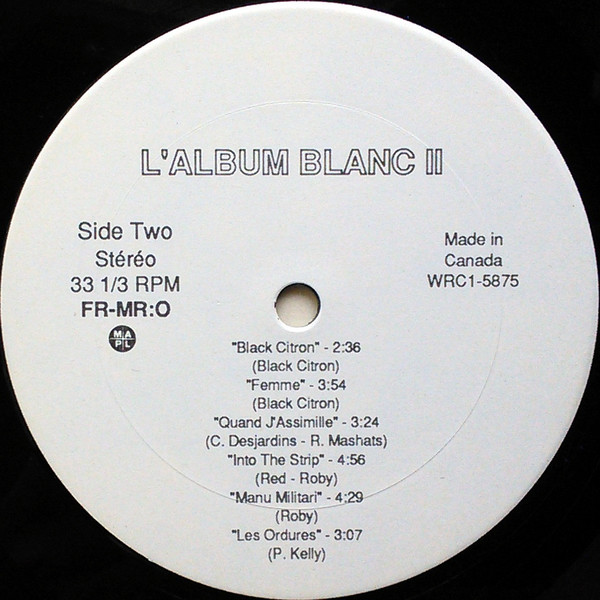 L'ALBUM BLANC II
Side Two
Stéréo
33 1/3 RPM
FR-MR:O
M A
P L
Made in
Canada
WRC1-5875
"Black Citron" - 2:36
(Black Citron)
"Femme" - 3:54
(Black Citron)
"Quand J'Assimille" - 3:24
(C. Desjardins - R. Mashats)
"Into The Strip" - 4:56
(Red - Roby)
"Manu Militari" - 4:29
(Roby)
"Les Ordures" - 3:07
(P. Kelly)